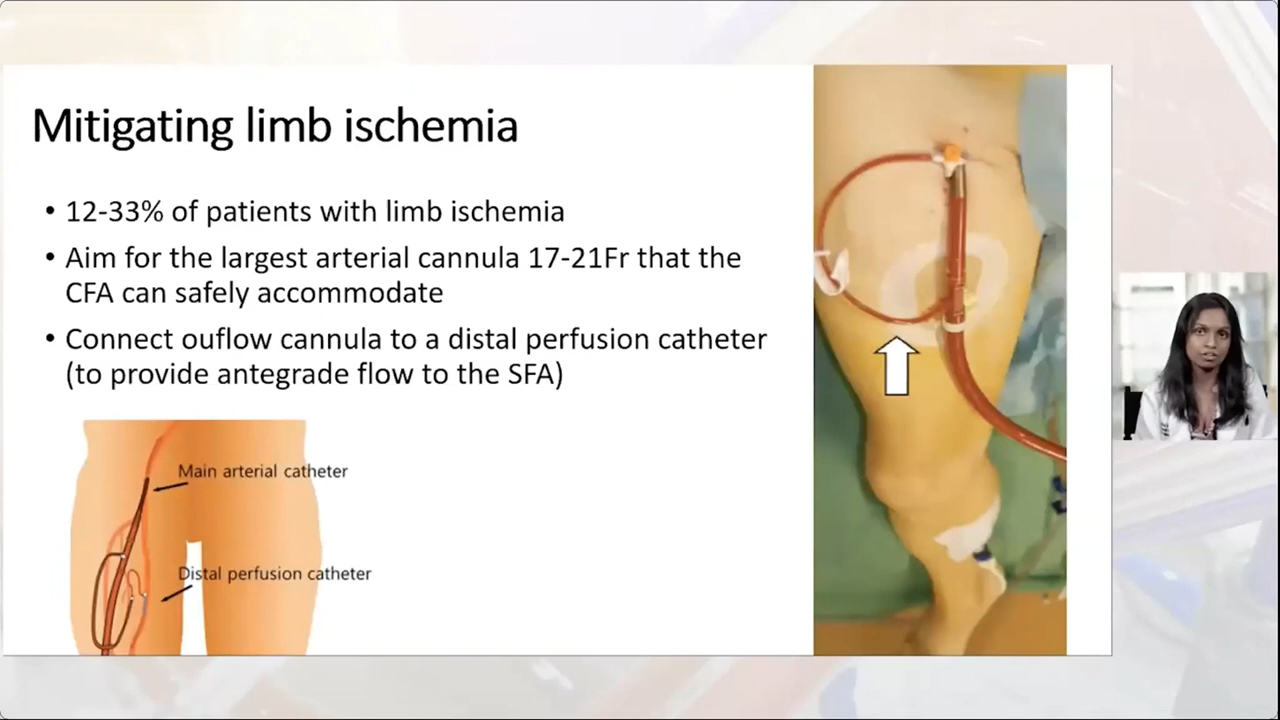 Mitigating limb ischemia
• 12-33% of patients with limb ischemia
• Aim for the largest arterial cannula 17-21Fr that the
CFA can safely accommodate
• Connect ouflow cannula to a distal perfusion catheter
(to provide antegrade flow to the SFA)
Main arterial catheter
Distal perfusion catheter